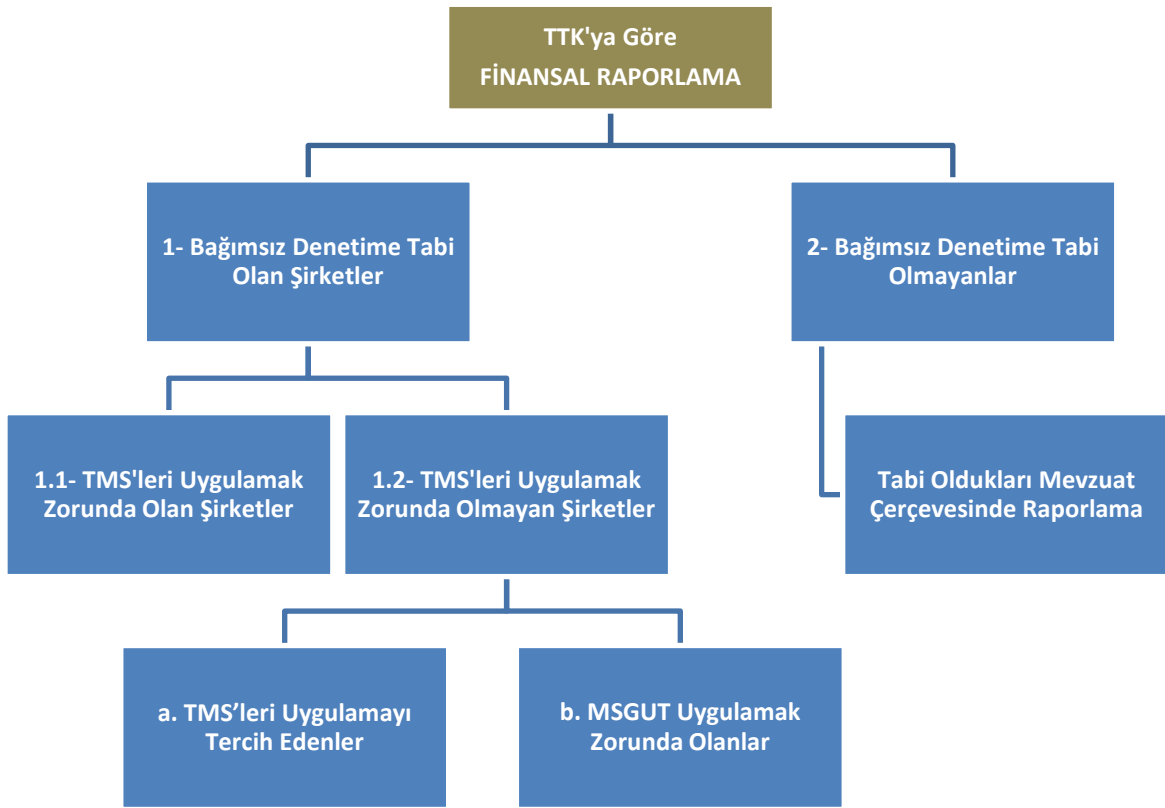 TTK'ya Göre
FİNANSAL RAPORLAMA
1- Bağımsız Denetime Tabi
Olan Şirketler
2- Bağımsız Denetime Tabi
Olmayanlar
1.1- TMS'leri Uygulamak
Zorunda Olan Şirketler
1.2- TMS'leri Uygulamak
Zorunda Olmayan Şirketler
Tabi Oldukları Mevzuat
Çerçevesinde Raporlama
a. TMS’leri Uygulamayı
Tercih Edenler
b. MSGUT Uygulamak
Zorunda Olanlar